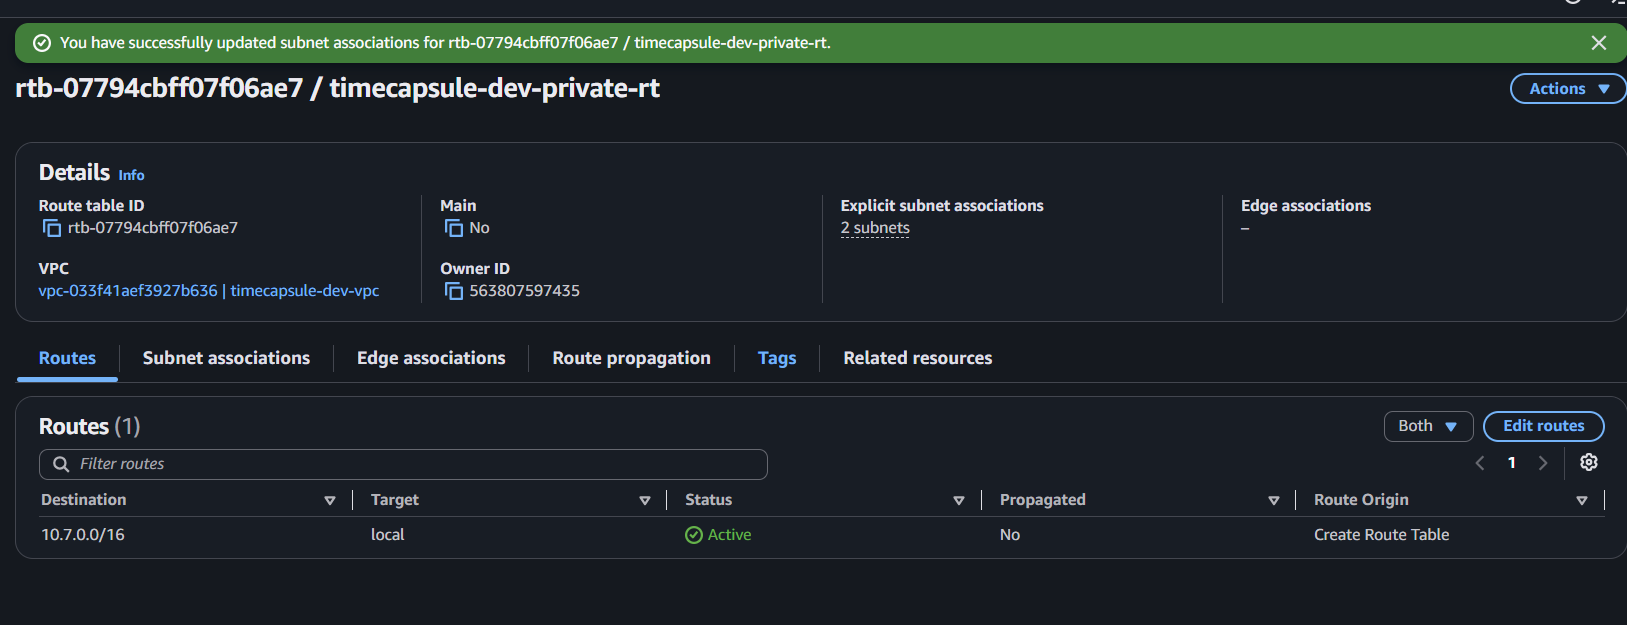 You have successfully updated subnet associations for rtb-07794cbff07f06ae7 / timecapsule-dev-private-rt.
rtb-07794cbff07f06ae7 / timecapsule-dev-private-rt
Actions
Details Info
Route table ID
rtb-07794cbff07f06ae7
Main
No
Explicit subnet associations
2 subnets
Edge associations
–
VPC
vpc-033f41aef3927b636 | timecapsule-dev-vpc
Owner ID
563807597435
Routes Subnet associations Edge associations Route propagation Tags Related resources
Routes (1)
Both
Edit routes
Filter routes
1
Destination Target Status Propagated Route Origin
10.7.0.0/16 local Active No Create Route Table